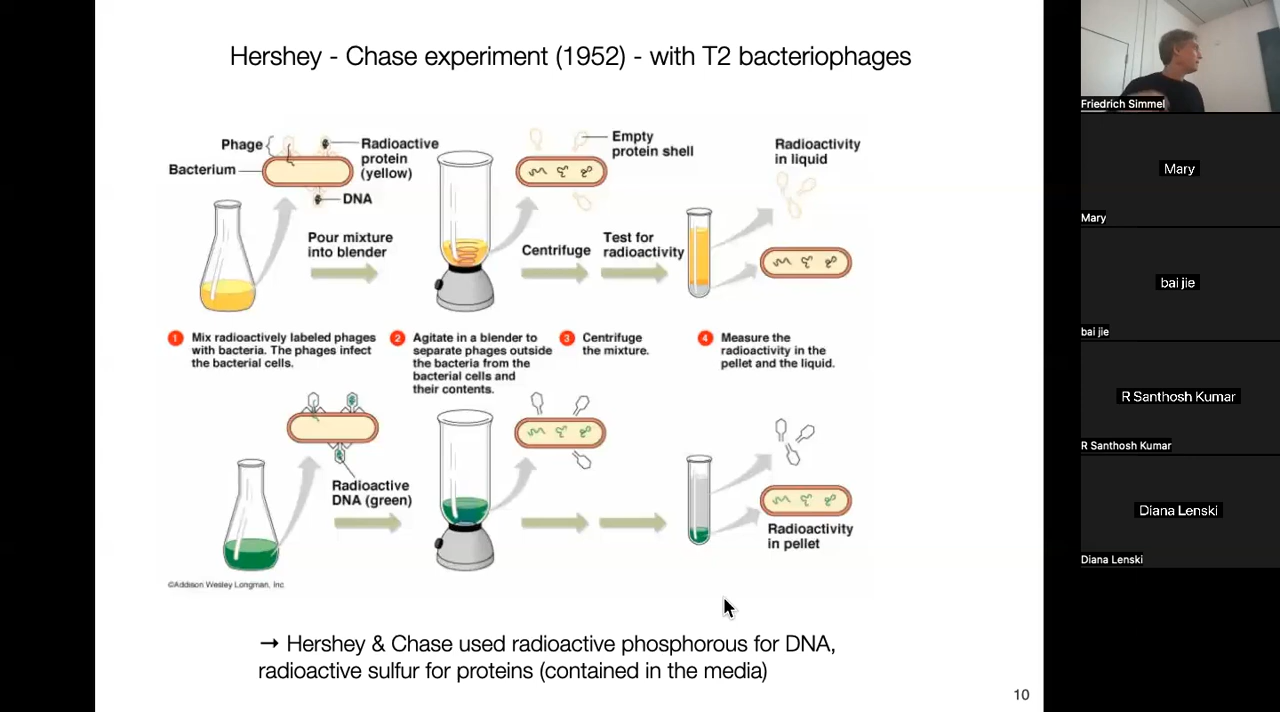 Hershey - Chase experiment (1952) - with T2 bacteriophages
Phage
Bacterium
Radioactive
protein
(yellow)
DNA
Empty
protein shell
Radioactivity
in liquid
Pour mixture
into blender
Centrifuge
Test for
radioactivity
1 Mix radioactively labeled phages
with bacteria. The phages infect
the bacterial cells.
2 Agitate in a blender to
separate phages outside
the bacteria from the
bacterial cells and
their contents.
3 Centrifuge
the mixture.
4 Measure the
radioactivity in the
pellet and the liquid.
Radioactive
DNA (green)
Radioactivity
in pellet
©Addison Wesley Longman, Inc.
→ Hershey & Chase used radioactive phosphorous for DNA,
radioactive sulfur for proteins (contained in the media)
10
Friedrich Simmel
Mary
Mary
bai jie
bai jie
R Santhosh Kumar
R Santhosh Kumar
Diana Lenski
Diana Lenski